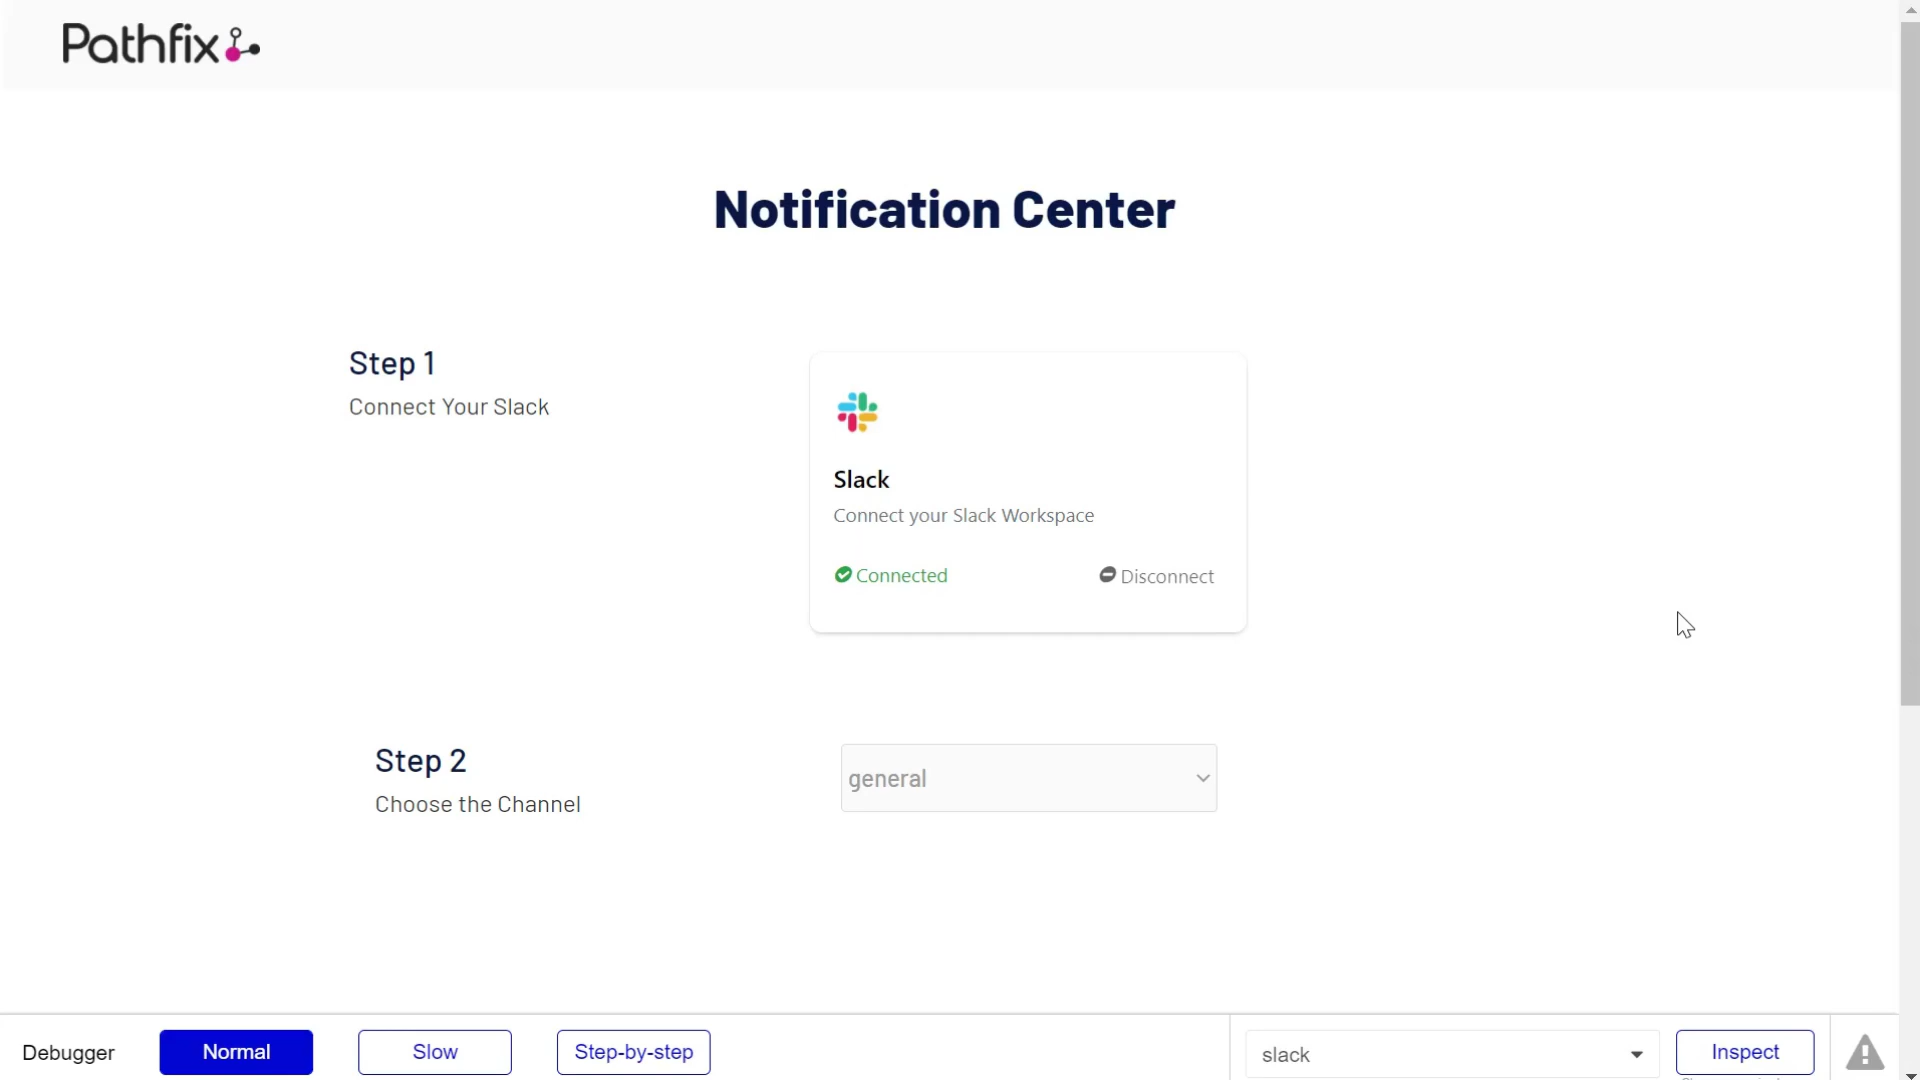 Pathfix
Notification Center
Step 1
Connect Your Slack
Slack
Connect your Slack Workspace
Connected
Disconnect
Step 2
Choose the Channel
general
Debugger
Normal
Slow
Step-by-step
slack
Inspect